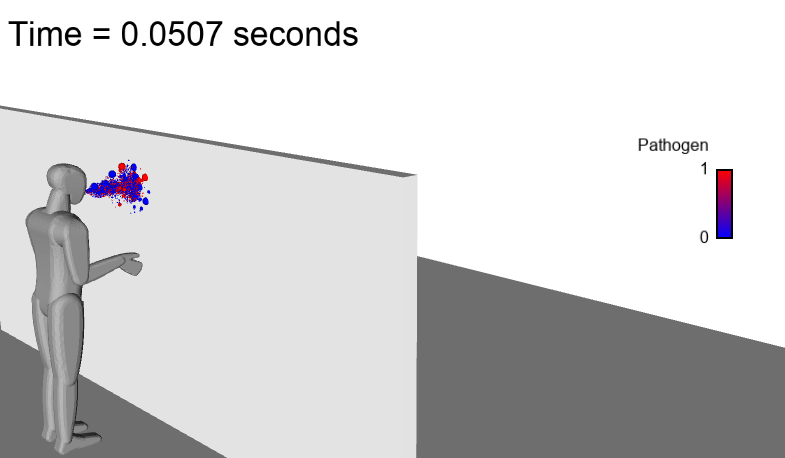 Time = 0.0507 seconds
Pathogen
1
0